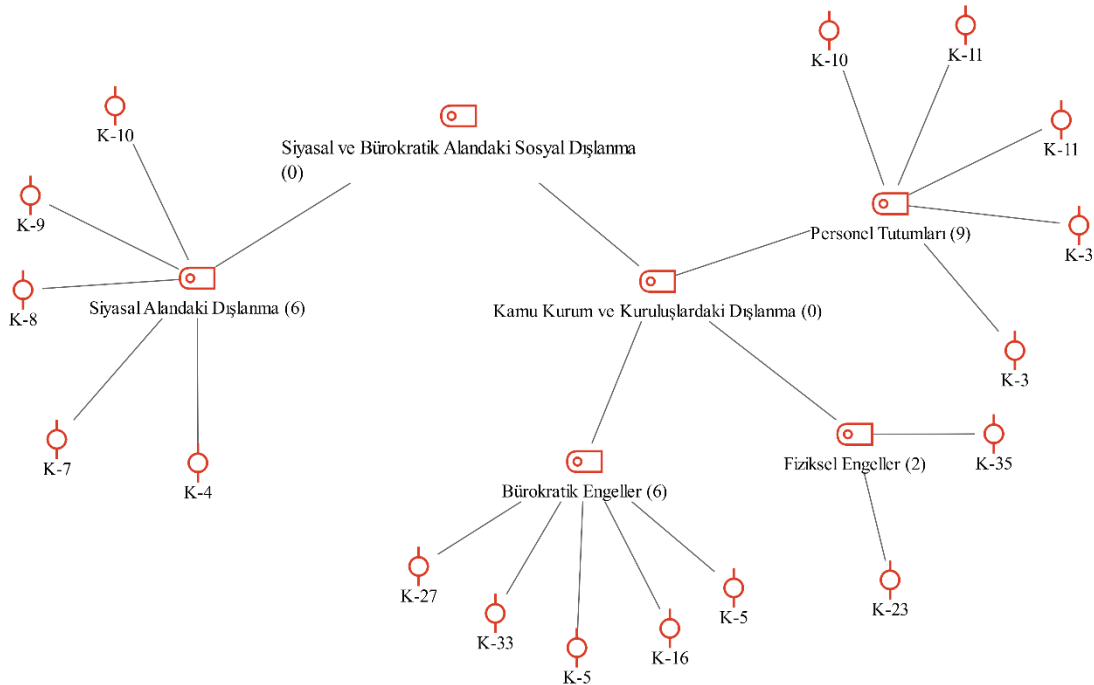 K-10
K-11
K-10
Siyasal ve Bürokratik Alandaki Sosyal Dışlanma
(0)
K-11
K-9
Personel Tutumları (9)
K-3
Siyasal Alandaki Dışlanma (6)
Kamu Kurum ve Kuruluşlardaki Dışlanma (0)
K-8
K-3
K-7
K-4
Bürokratik Engeller (6)
Fiziksel Engeller (2)
K-35
K-27
K-33
K-5
K-16
K-5
K-23